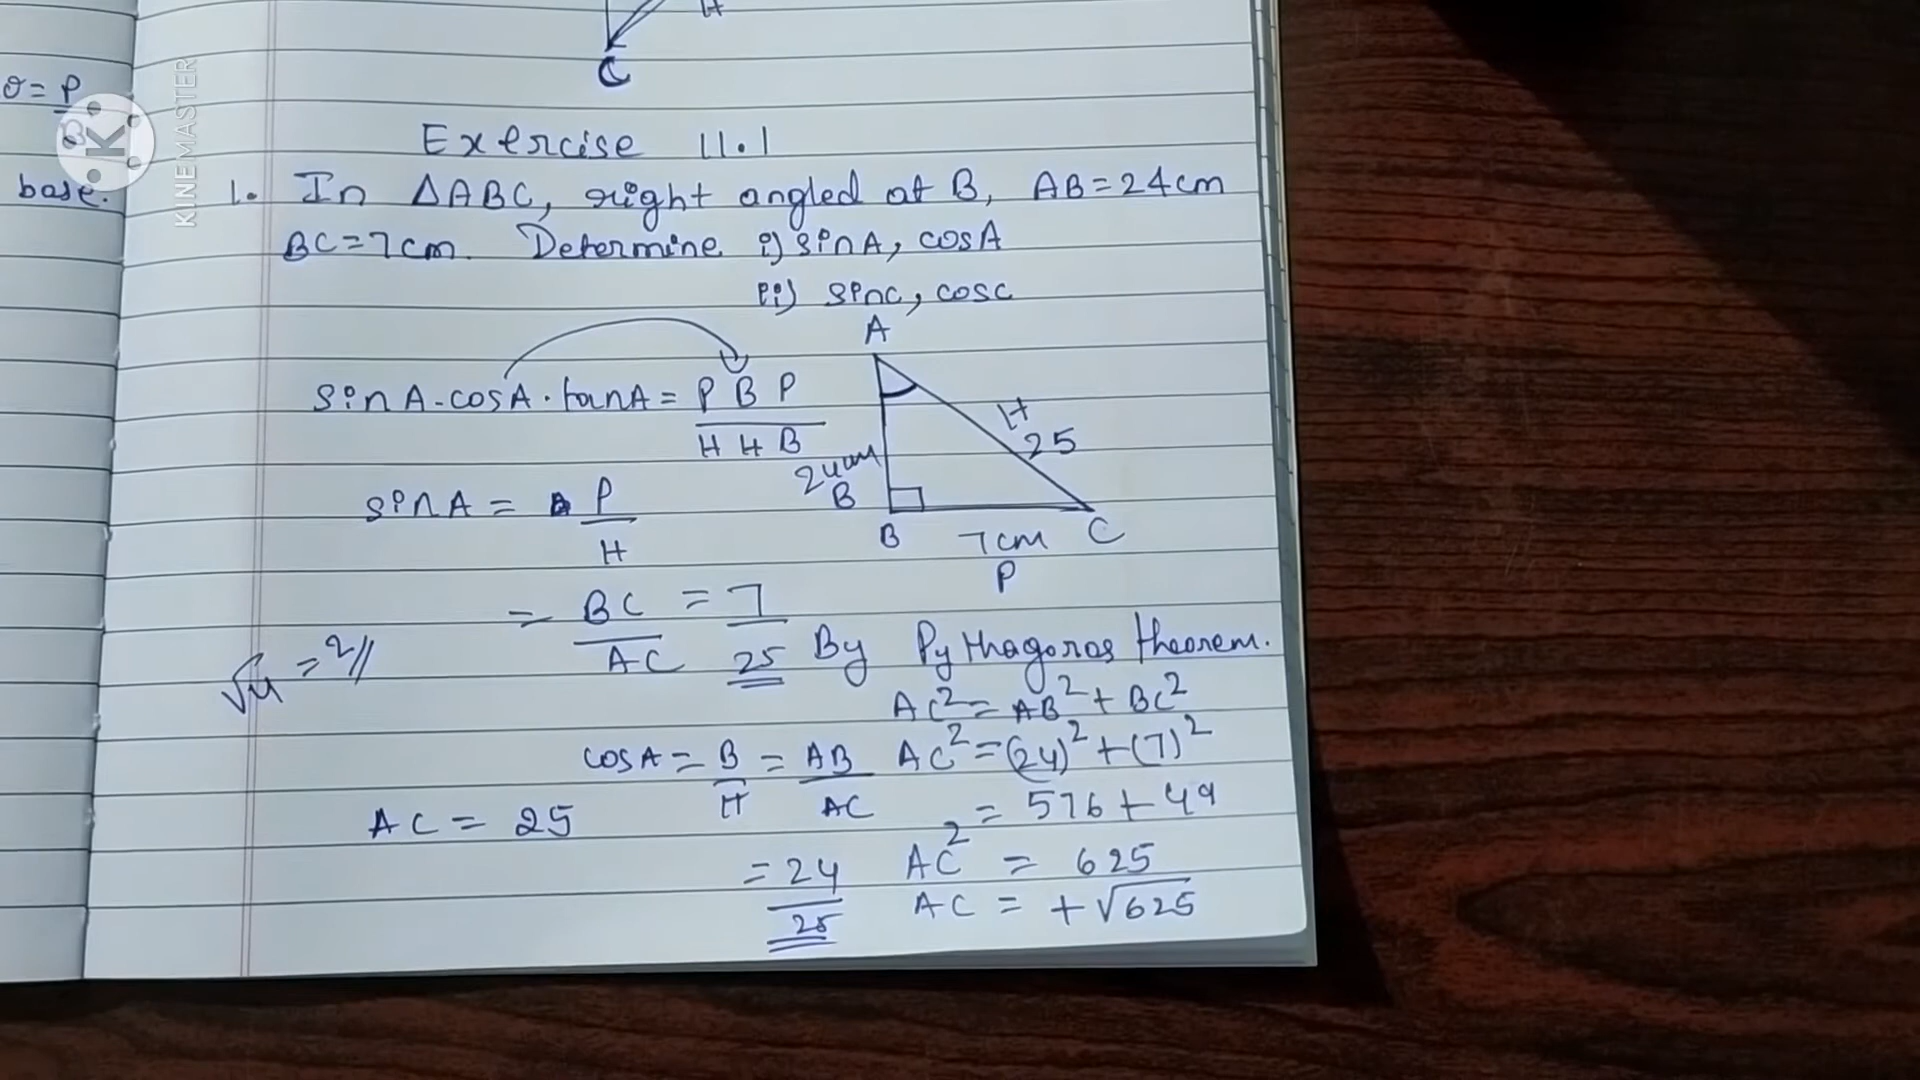 H
C
θ = P
B
base.
KINEMASTER
Exercise 11.1
1. In ΔABC, right angled at B, AB = 24cm
BC = 7cm. Determine i) sinA, cosA
ii) sinc, cosc
A
sinA - cosA . tanA = P B P
H H B
H
25
24cm
B
B
7cm
C
P
sinA = P
H
= BC = 7
AC 25
√4 = 2//
By Pythagoras theorem.
AC² = AB² + BC²
AC² = (24)² + (7)²
= 576 + 49
AC² = 625
AC = +√625
cosA = B = AB
H AC
= 24
25
AC = 25